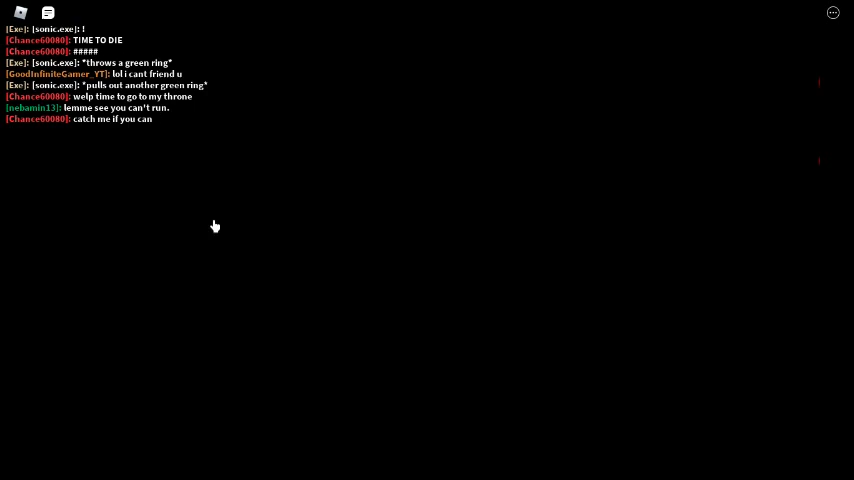 [Exe]: [sonic.exe]: !
[Chance60080]: TIME TO DIE
[Chance60080]: #####
[Exe]: [sonic.exe]: *throws a green ring*
[GoodInfiniteGamer_YT]: lol i cant friend u
[Exe]: [sonic.exe]: *pulls out another green ring*
[Chance60080]: welp time to go to my throne
[nebamin13]: lemme see you can't run.
[Chance60080]: catch me if you can